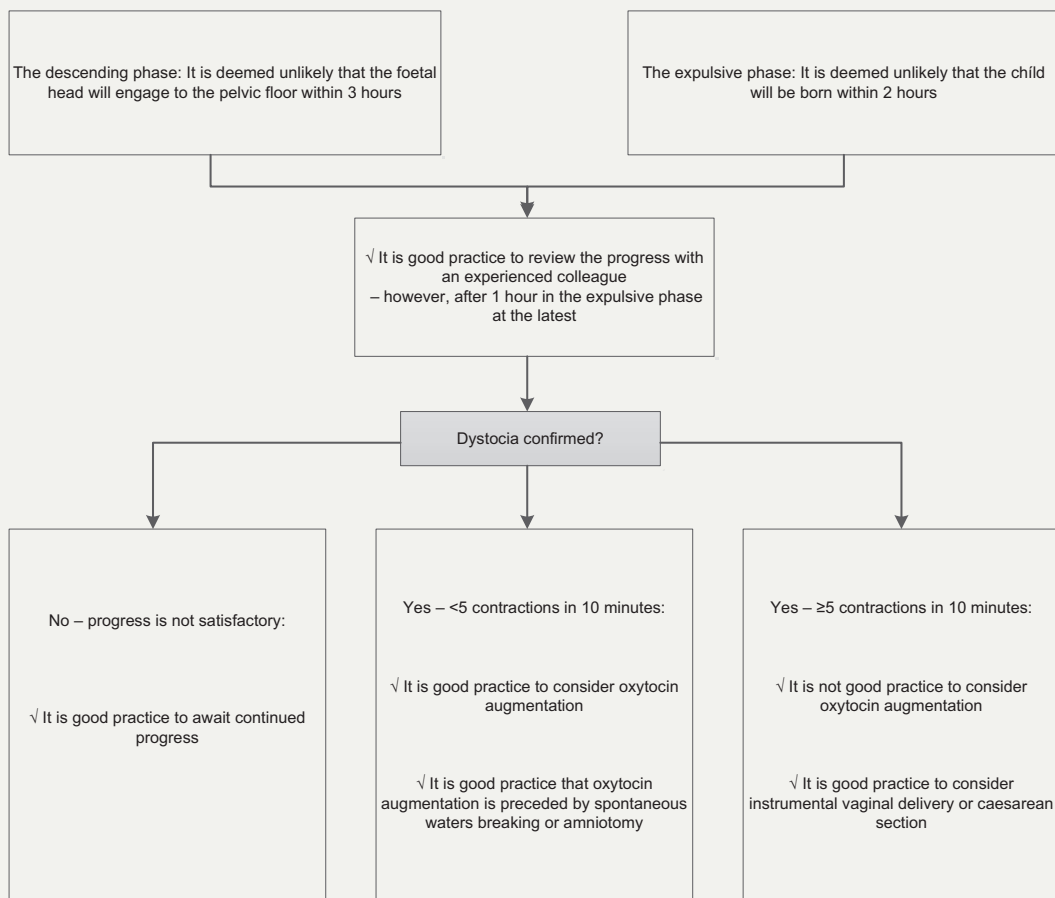 The descending phase: It is deemed unlikely that the foetal
head will engage to the pelvic floor within 3 hours
The expulsive phase: It is deemed unlikely that the chíld
will be born within 2 hours
√ It is good practice to review the progress with
an experienced colleague
– however, after 1 hour in the expulsive phase
at the latest
Dystocia confirmed?
No – progress is not satisfactory:
√ It is good practice to await continued
progress
Yes – <5 contractions in 10 minutes:
√ It is good practice to consider oxytocin
augmentation
√ It is good practice that oxytocin
augmentation is preceded by spontaneous
waters breaking or amniotomy
Yes – ≥5 contractions in 10 minutes:
√ It is not good practice to consider
oxytocin augmentation
√ It is good practice to consider
instrumental vaginal delivery or caesarean
section